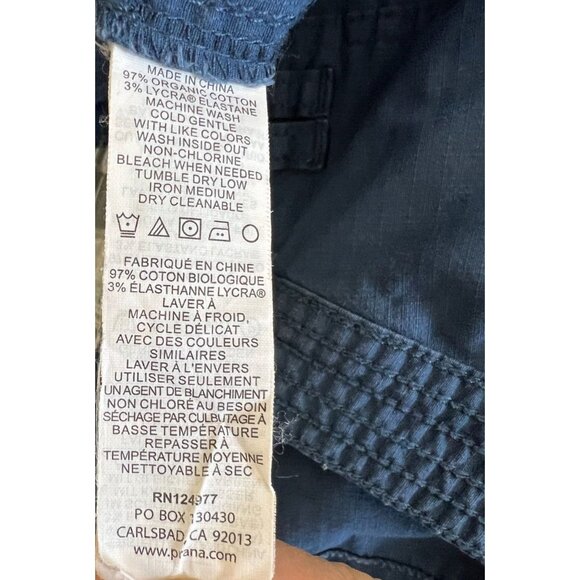 MADE IN CHINA
97% ORGANIC COTTON
3% LYCRA® ELASTANE
MACHINE WASH
COLD GENTLE
WITH LIKE COLORS
WASH INSIDE OUT
NON-CHLORINE
BLEACH WHEN NEEDED
TUMBLE DRY LOW
IRON MEDIUM
DRY CLEANABLE
FABRIQUÉ EN CHINE
97% COTON BIOLOGIQUE
3% ÉLASTHANNE LYCRA®
LAVER À
MACHINE À FROID,
CYCLE DÉLICAT
AVEC DES COULEURS
SIMILAIRES
LAVER À L'ENVERS
UTILISER SEULEMENT
UN AGENT DE BLANCHIMENT
NON CHLORÉ AU BESOIN
SÉCHAGE PAR CULBUTAGE À
BASSE TEMPÉRATURE
REPASSER À
TEMPÉRATURE MOYENNE
NETTOYABLE À SEC
RN124977
PO BOX 130430
CARLSBAD, CA 92013
www.prana.com